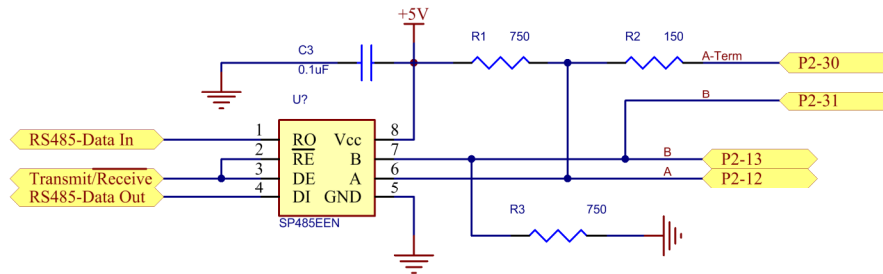 +5V
C3
0.1uF
R1 750
R2 150
A-Term
P2-30
B
P2-31
U?
RS485-Data In
1 RO Vcc 8
2 RE B 7
B
P2-13
Transmit/Receive
3 DE A 6
A
P2-12
RS485-Data Out
4 DI GND 5
SP485EEN
R3 750